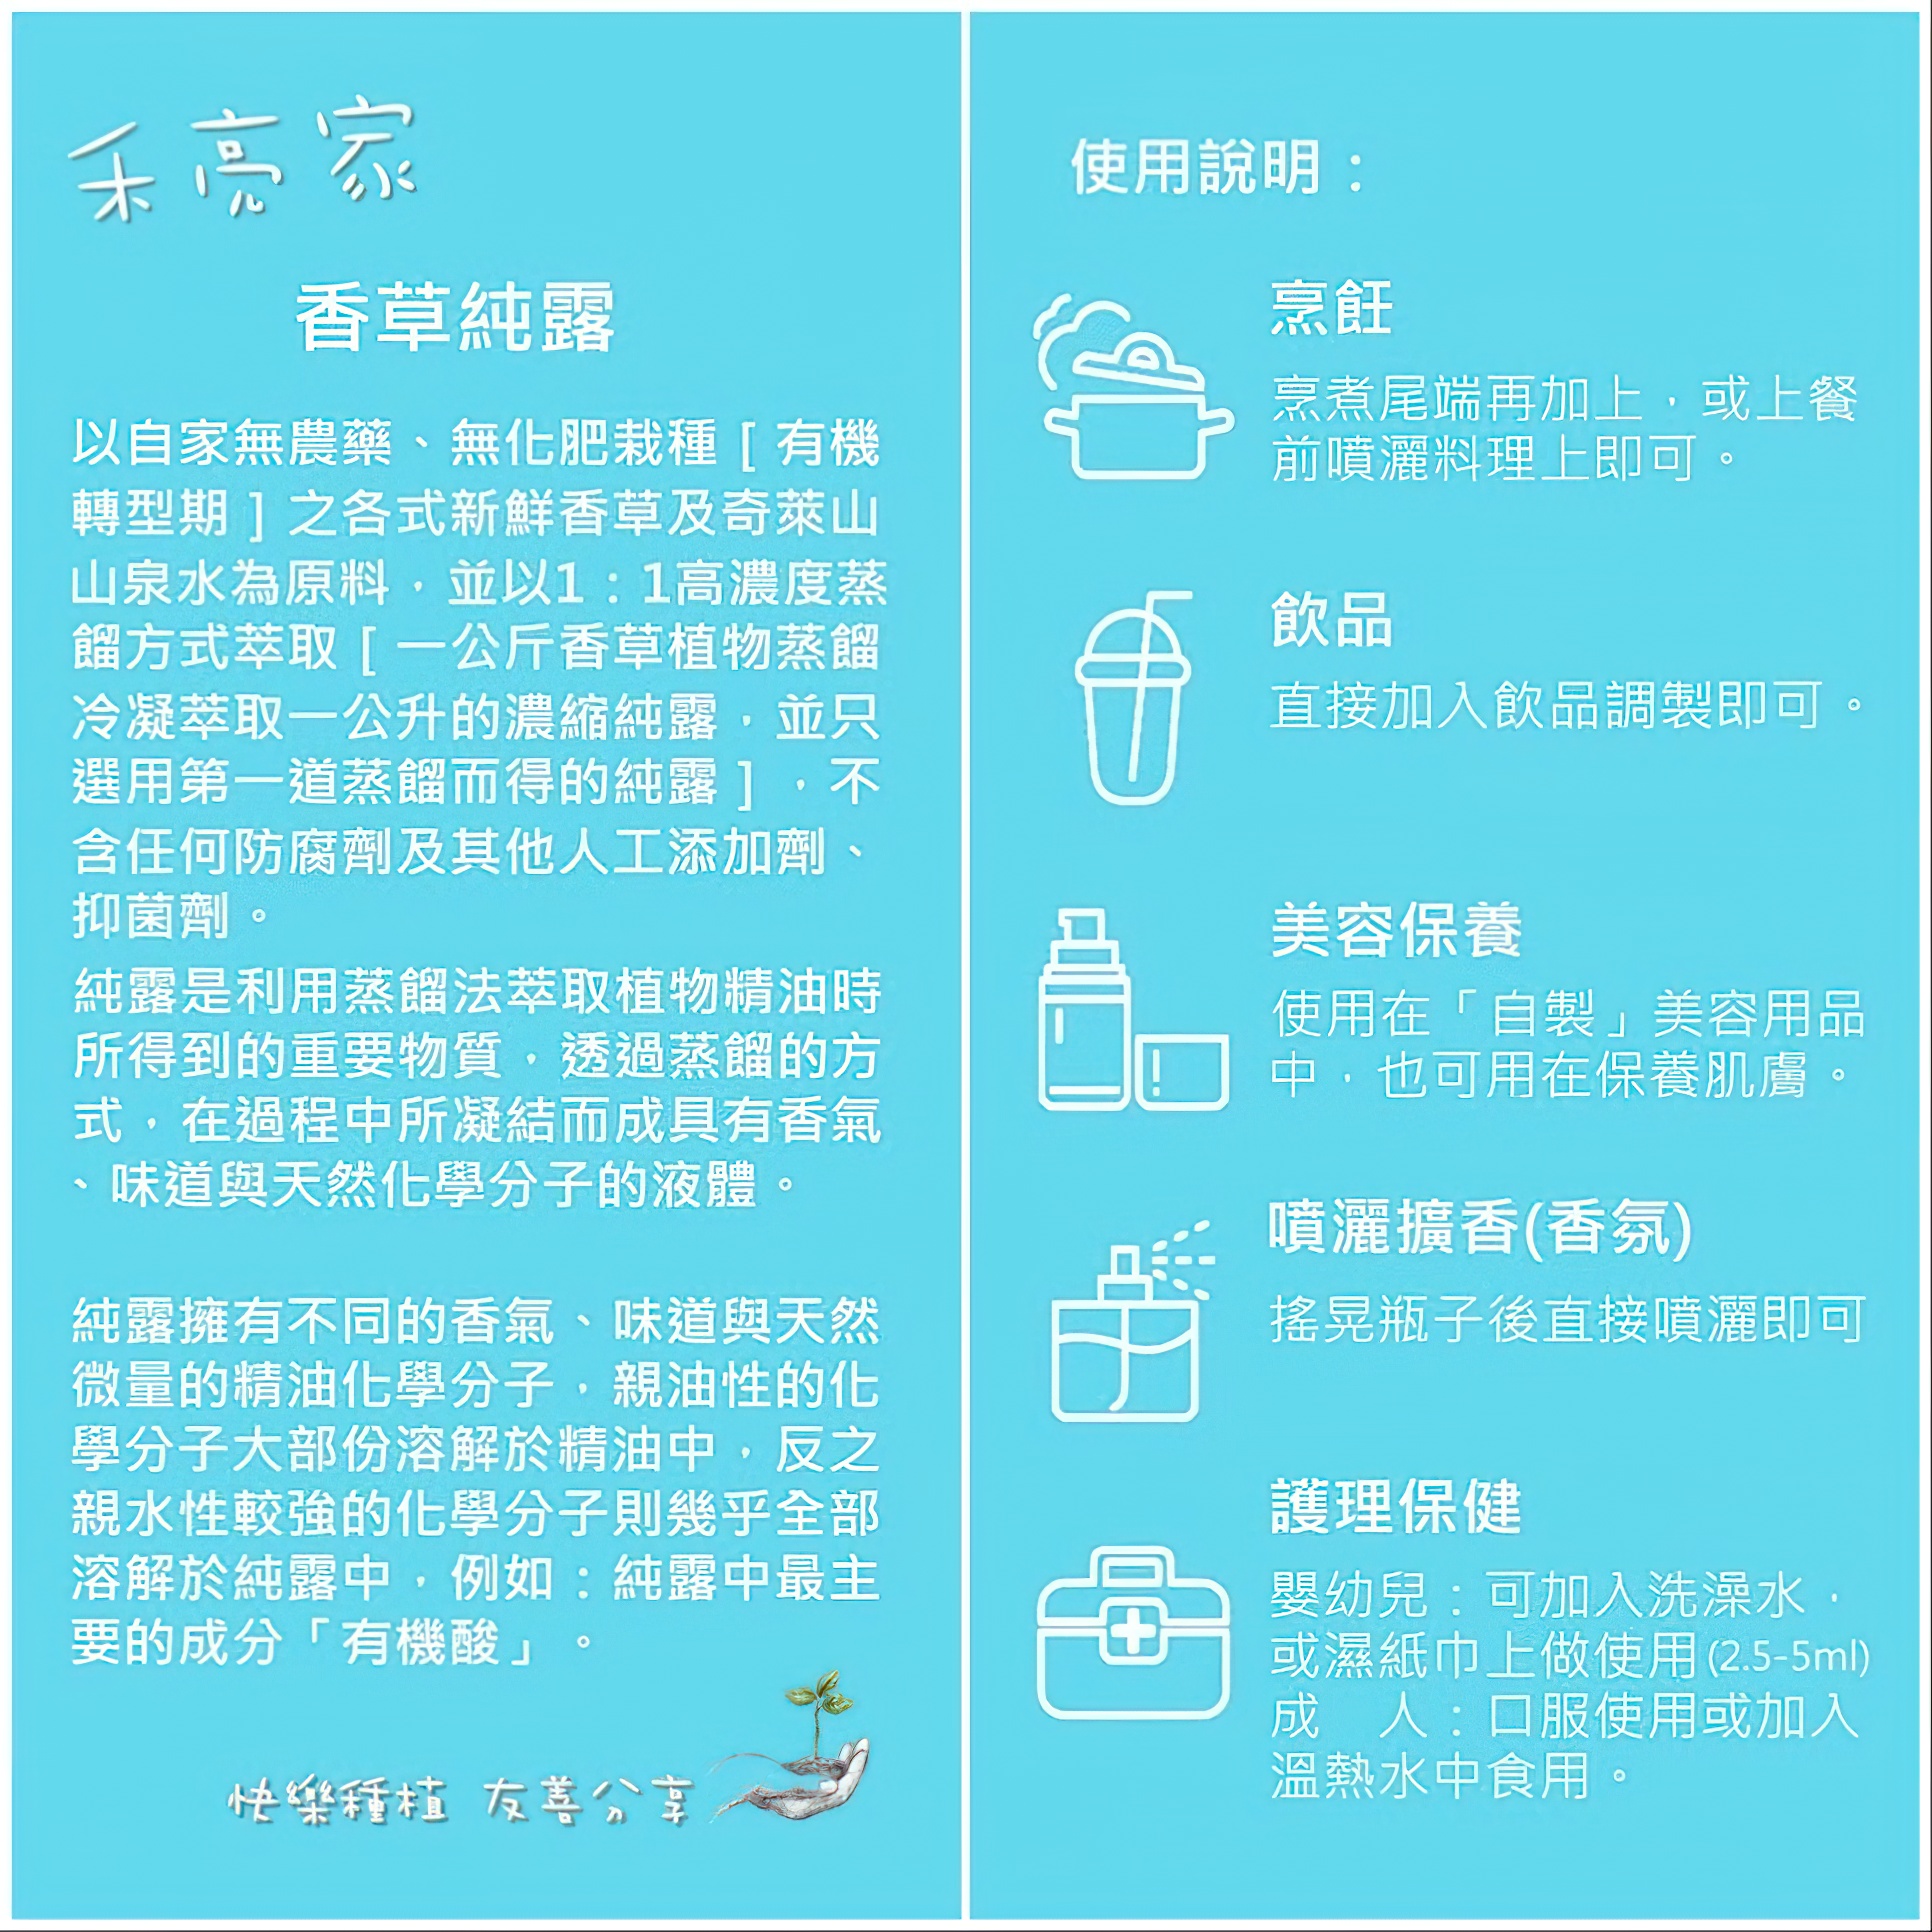 禾亮家
香草純露
以自家無農藥、無化肥栽種［有機
轉型期］之各式新鮮香草及奇萊山
山泉水為原料，並以1：1高濃度蒸
餾方式萃取［一公斤香草植物蒸餾
冷凝萃取一公升的濃縮純露，並只
選用第一道蒸餾而得的純露］，不
含任何防腐劑及其他人工添加劑、
抑菌劑。
純露是利用蒸餾法萃取植物精油時
所得到的重要物質，透過蒸餾的方
式，在過程中所凝結而成具有香氣
、味道與天然化學分子的液體。
純露擁有不同的香氣、味道與天然
微量的精油化學分子，親油性的化
學分子大部份溶解於精油中，反之
親水性較強的化學分子則幾乎全部
溶解於純露中，例如：純露中最主
要的成分「有機酸」。
快樂種植 友善分享
使用說明：
烹飪
烹煮尾端再加上，或上餐
前噴灑料理上即可。
飲品
直接加入飲品調製即可。
美容保養
使用在「自製」美容用品
中，也可用在保養肌膚。
噴灑擴香(香氛)
搖晃瓶子後直接噴灑即可
護理保健
嬰幼兒：可加入洗澡水，
或濕紙巾上做使用(2.5-5ml)
成　人：口服使用或加入
溫熱水中食用。